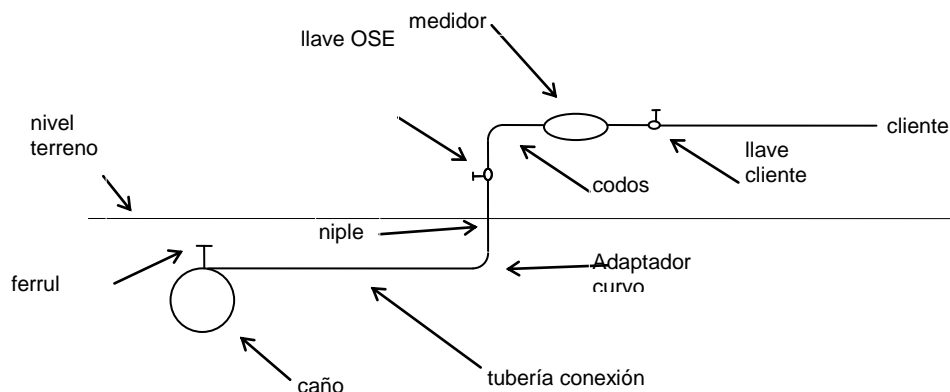 medidor
llave OSE
nivel
terreno
cliente
llave
cliente
codos
niple
ferrul
Adaptador
curvo
tubería conexión
caño